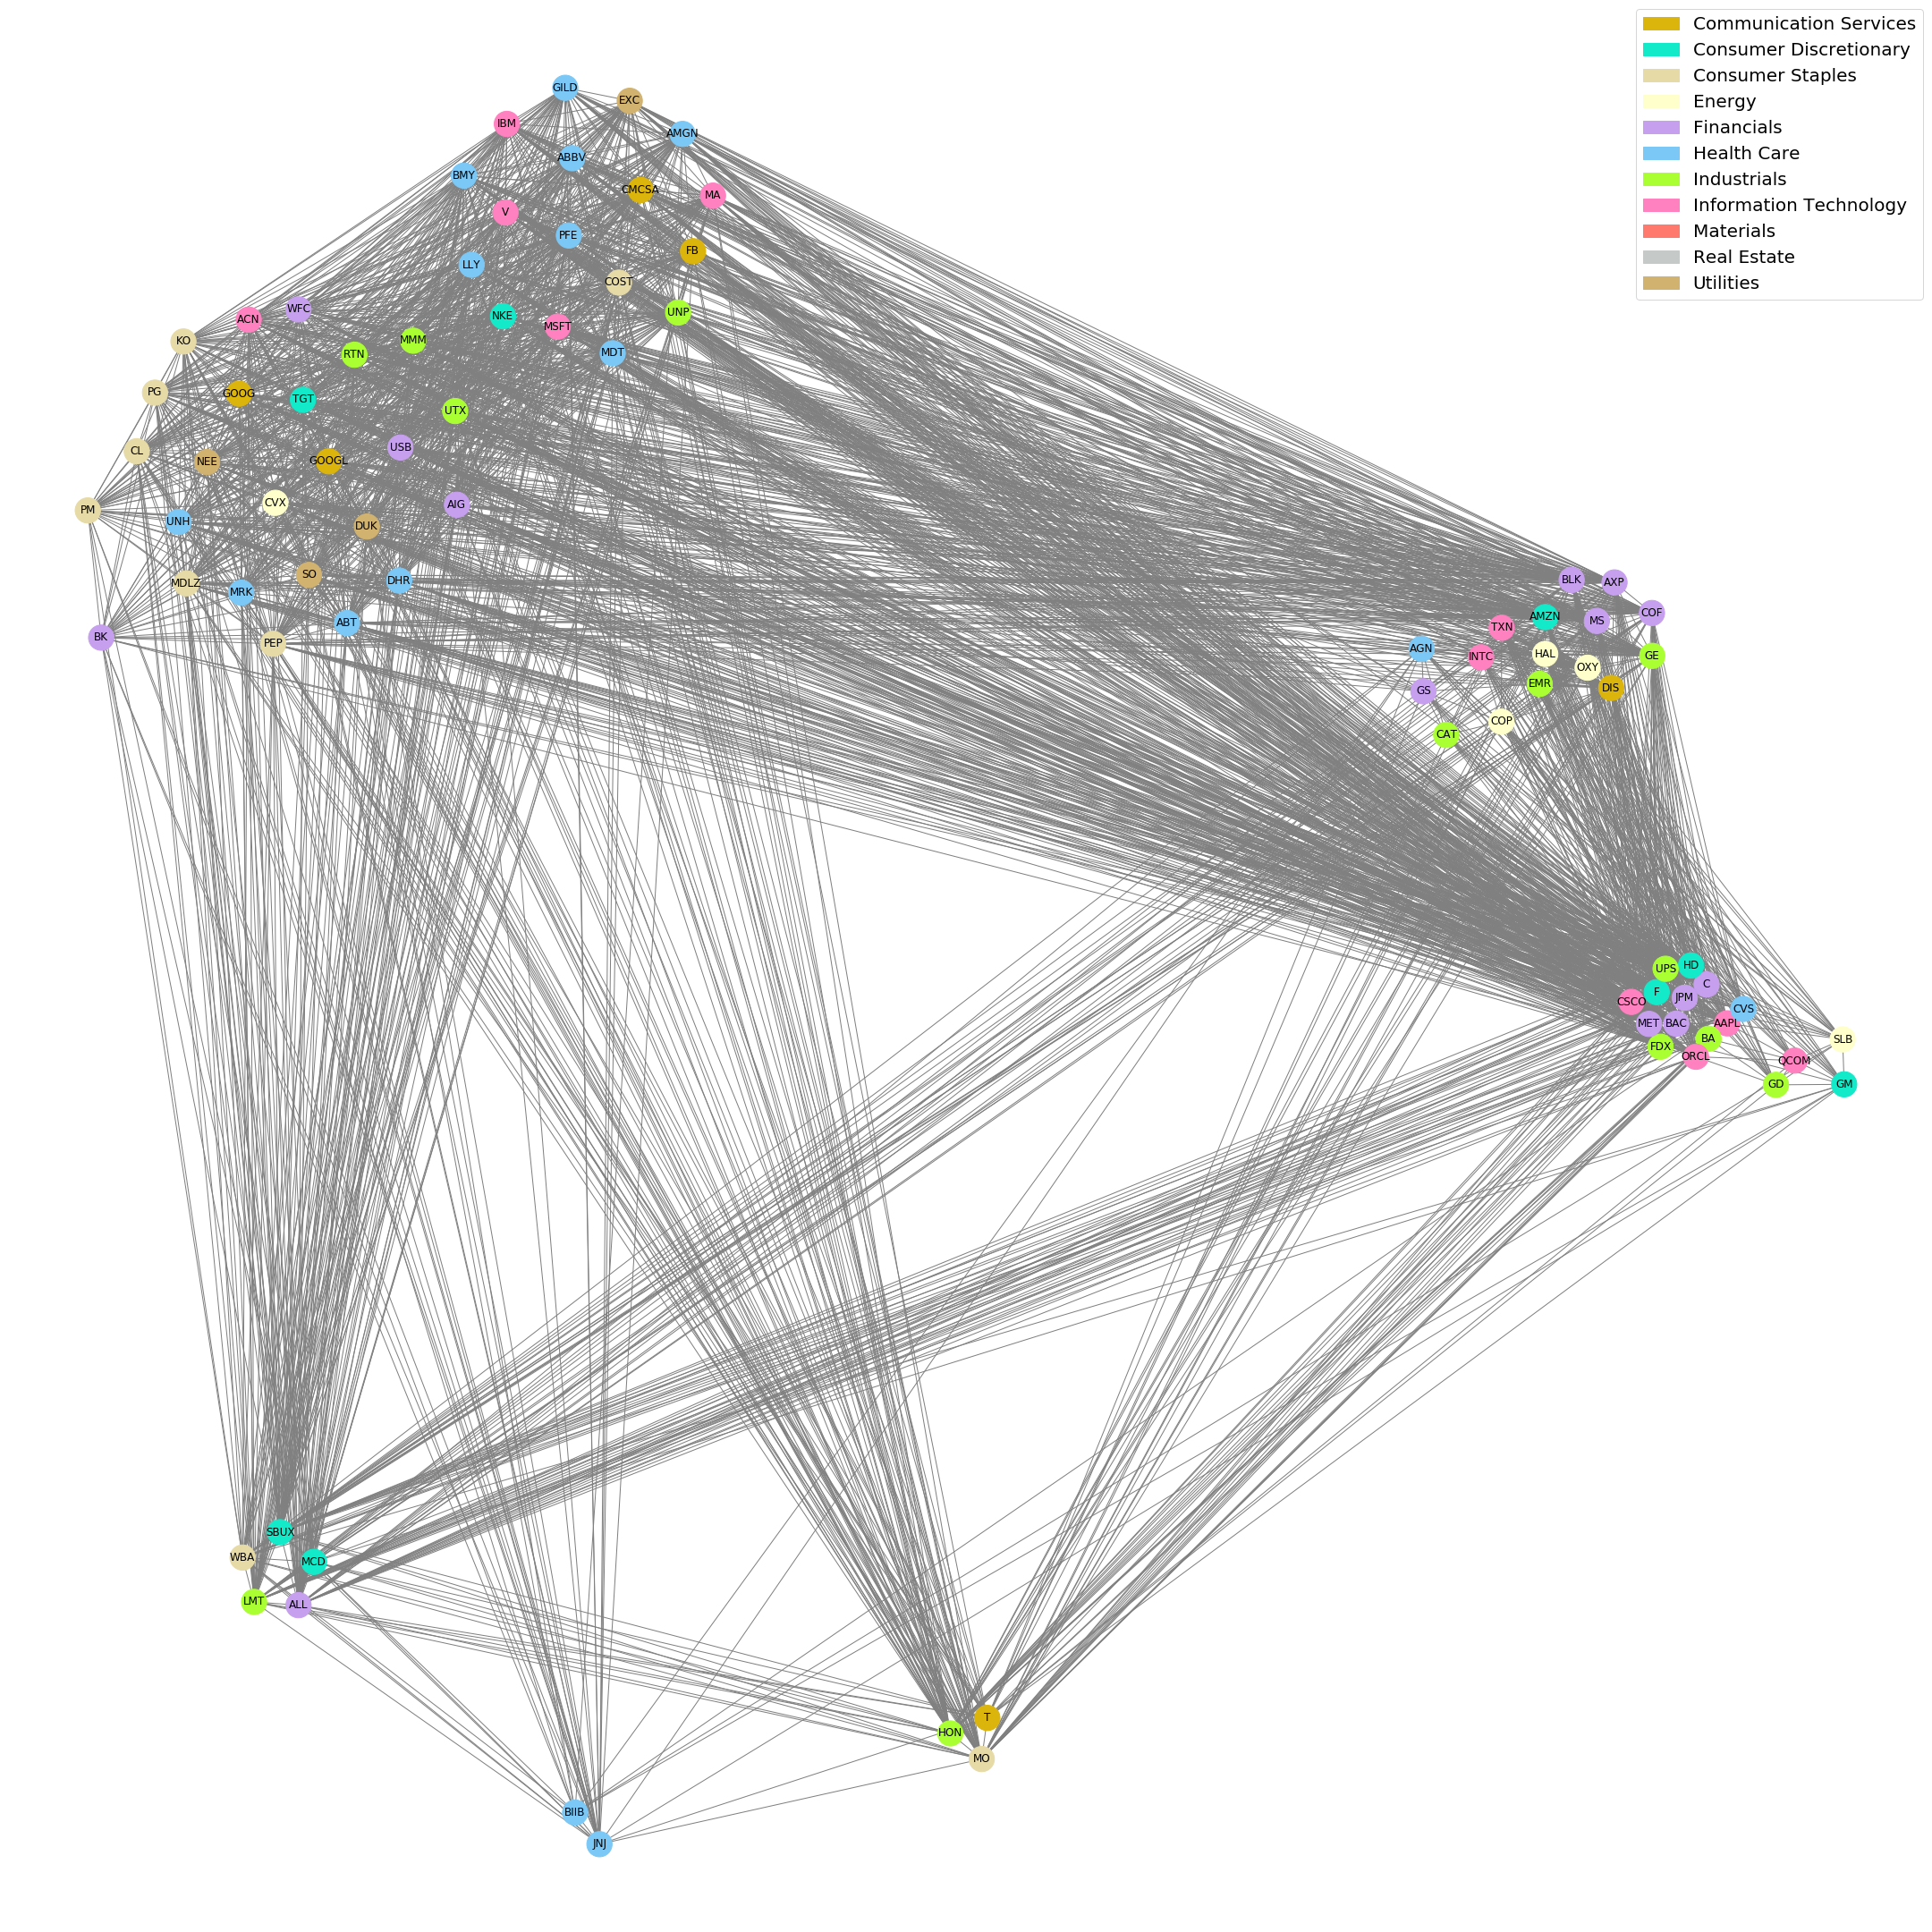 Communication Services
Consumer Discretionary
Consumer Staples
Energy
Financials
Health Care
Industrials
Information Technology
Materials
Real Estate
Utilities
GILD
EXC
IBM
AMGN
ABBV
BMY
CMCSA
MA
V
PFE
FB
LLY
COST
WFC
UNP
ACN
NKE
MSFT
KO
MMM
RTN
MDT
PG
GOOG
TGT
UTX
CL
USB
NEE
GOOGL
CVX
AIG
PM
UNH
DUK
SO
DHR
MDLZ
MRK
ABT
BK
PEP
BLK
AXP
COF
AMZN
MS
TXN
AGN
INTC
HAL
GE
OXY
EMR
DIS
GS
COP
CAT
UPS
HD
C
F
JPM
CSCO
CVS
MET
BAC
AAPL
BA
SLB
FDX
ORCL
QCOM
GD
GM
SBUX
WBA
MCD
LMT
ALL
T
HON
MO
BIIB
JNJ